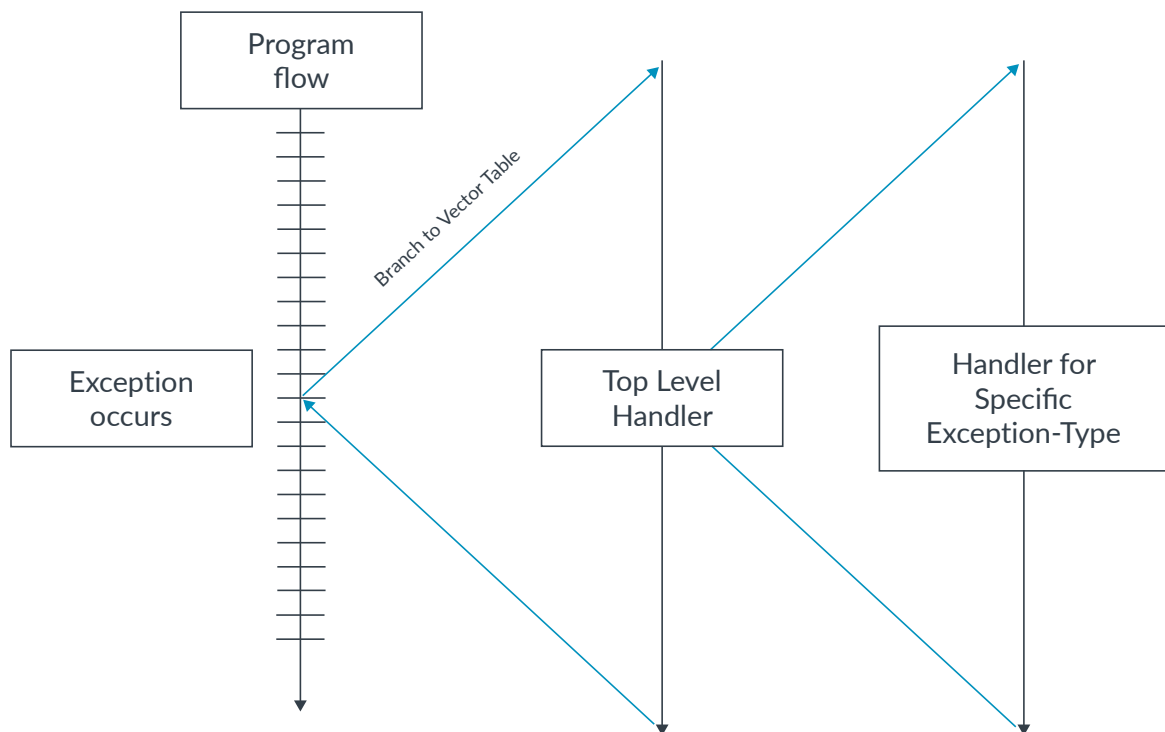 Program
flow
Branch to Vector Table
Exception
occurs
Top Level
Handler
Handler for
Specific
Exception-Type